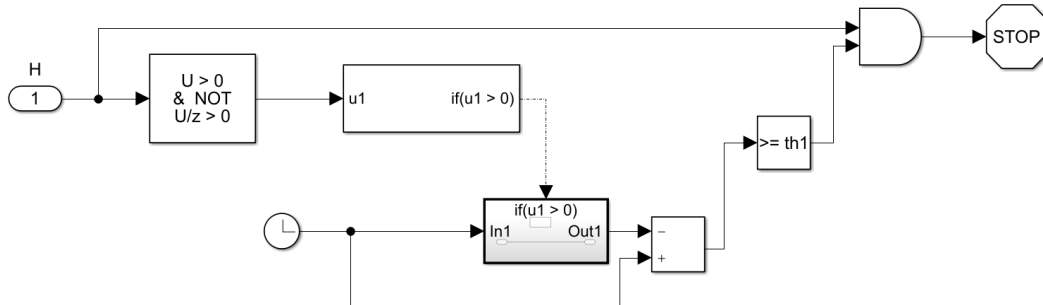 STOP
H
1
U > 0
& NOT
U/z > 0
u1
if(u1 > 0)
>= th1
if(u1 > 0)
In1
Out1
−
+